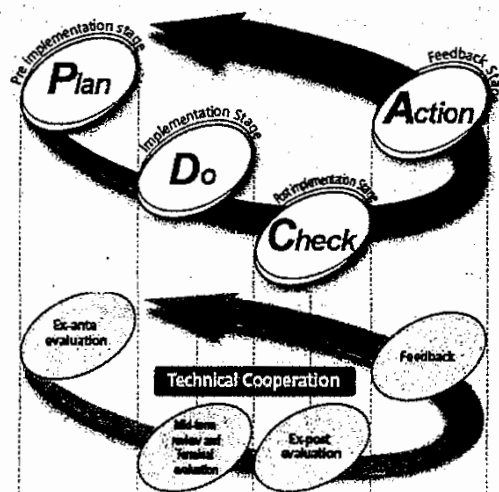 Pre implementation stage
Plan
Implementation Stage
Do
Post implementation Stage
Check
Feedback Stage
Action
Ex-ante
evaluation
Technical Cooperation
Mid-term
review and
Terminal
evaluation
Ex-post
evaluation
Feedback